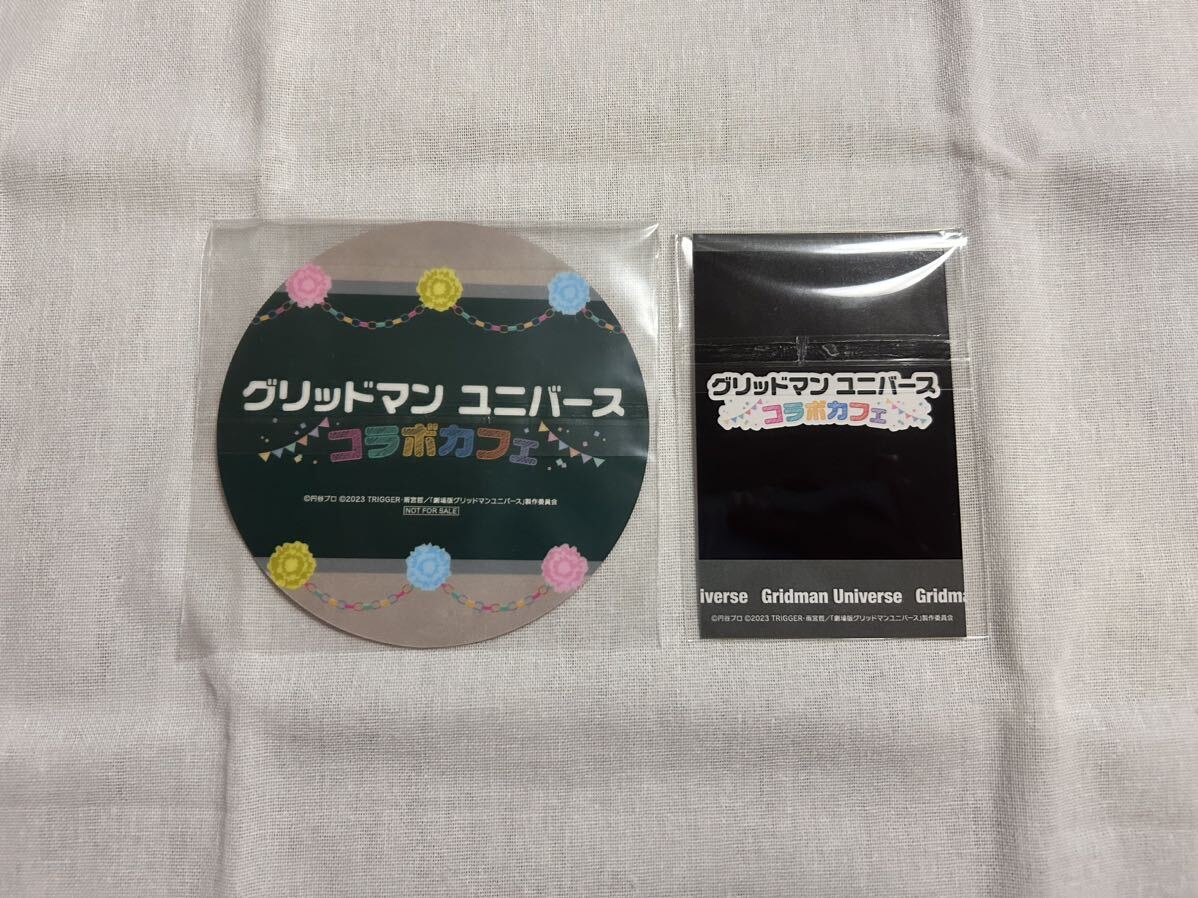 グリッドマン ユニバース
コラボカフェ
©円谷プロ ©2023 TRIGGER・雨宮哲/「劇場版グリッドマンユニバース」製作委員会
NOT FOR SALE
グリッドマン ユニバース
コラボカフェ
iverse Gridman Universe Gridma
©円谷プロ ©2023 TRIGGER・雨宮哲/「劇場版グリッドマンユニバース」製作委員会